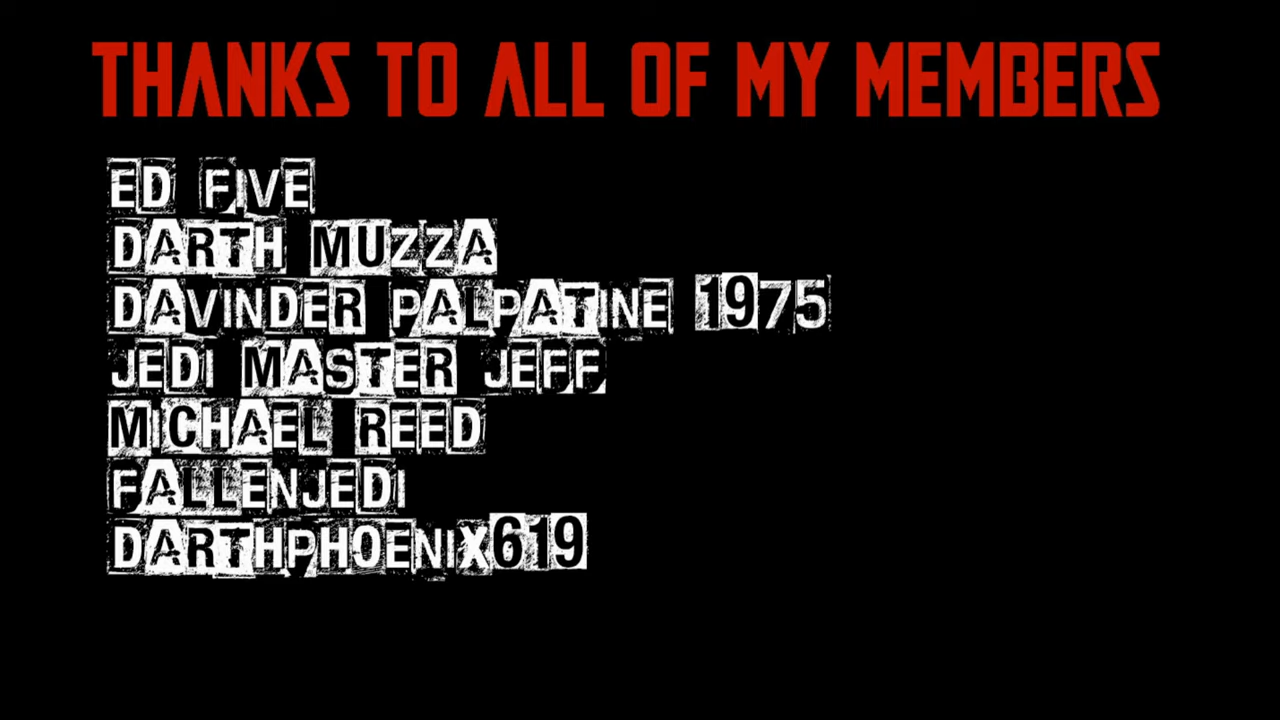 THANKS TO ALL OF MY MEMBERS
ED FIVE
DARTH MUZZA
DAVINDER PALPATINE 1975
JEDI MASTER JEFF
MICHAEL REED
FALLENJEDI
DARTHPHOENIX619